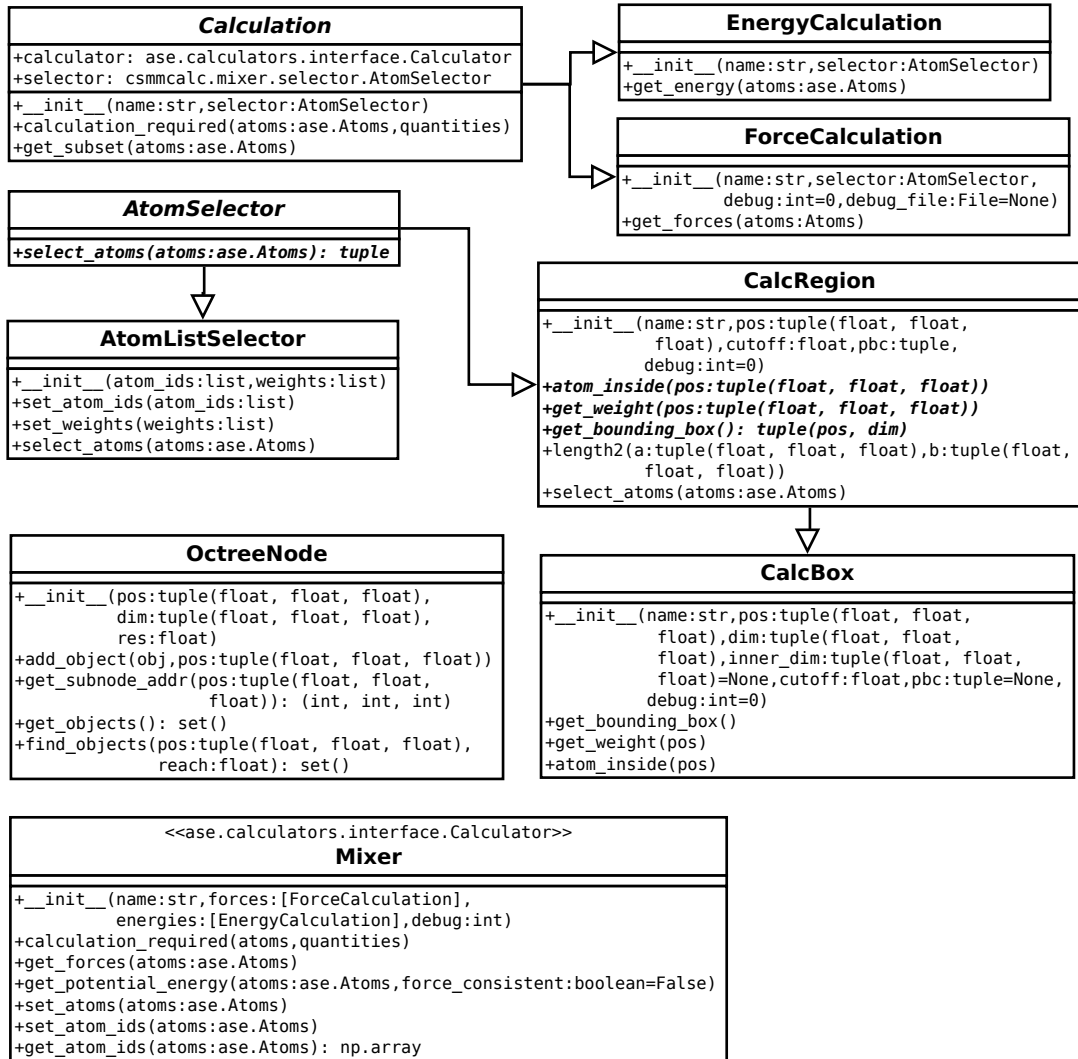 Calculation
+calculator: ase.calculators.interface.Calculator
+selector: csmmcalc.mixer.selector.AtomSelector
+__init__(name:str,selector:AtomSelector)
+calculation_required(atoms:ase.Atoms,quantities)
+get_subset(atoms:ase.Atoms)
EnergyCalculation
+__init__(name:str,selector:AtomSelector)
+get_energy(atoms:ase.Atoms)
ForceCalculation
+__init__(name:str,selector:AtomSelector,
debug:int=0,debug_file:File=None)
+get_forces(atoms:Atoms)
AtomSelector
+select_atoms(atoms:ase.Atoms): tuple
AtomListSelector
+__init__(atom_ids:list,weights:list)
+set_atom_ids(atom_ids:list)
+set_weights(weights:list)
+select_atoms(atoms:ase.Atoms)
CalcRegion
+__init__(name:str,pos:tuple(float, float,
float),cutoff:float,pbc:tuple,
debug:int=0)
+atom_inside(pos:tuple(float, float, float))
+get_weight(pos:tuple(float, float, float))
+get_bounding_box(): tuple(pos, dim)
+length2(a:tuple(float, float, float),b:tuple(float,
float, float))
+select_atoms(atoms:ase.Atoms)
OctreeNode
+__init__(pos:tuple(float, float, float),
dim:tuple(float, float, float),
res:float)
+add_object(obj,pos:tuple(float, float, float))
+get_subnode_addr(pos:tuple(float, float,
float)): (int, int, int)
+get_objects(): set()
+find_objects(pos:tuple(float, float, float),
reach:float): set()
CalcBox
+__init__(name:str,pos:tuple(float, float,
float),dim:tuple(float, float,
float),inner_dim:tuple(float, float,
float)=None,cutoff:float,pbc:tuple=None,
debug:int=0)
+get_bounding_box()
+get_weight(pos)
+atom_inside(pos)
<<ase.calculators.interface.Calculator>>
Mixer
+__init__(name:str,forces:[ForceCalculation],
energies:[EnergyCalculation],debug:int)
+calculation_required(atoms,quantities)
+get_forces(atoms:ase.Atoms)
+get_potential_energy(atoms:ase.Atoms,force_consistent:boolean=False)
+set_atoms(atoms:ase.Atoms)
+set_atom_ids(atoms:ase.Atoms)
+get_atom_ids(atoms:ase.Atoms): np.array